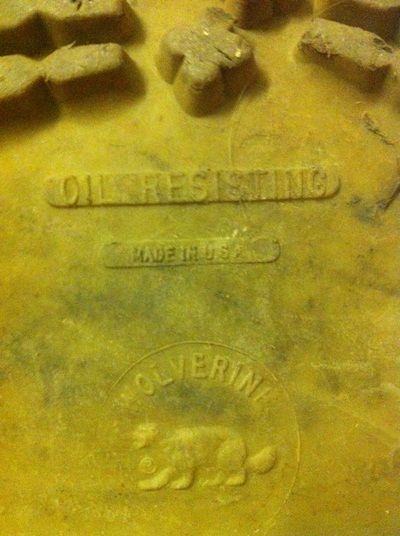 OIL RESISTING
MADE IN U S A
WOLVERINE